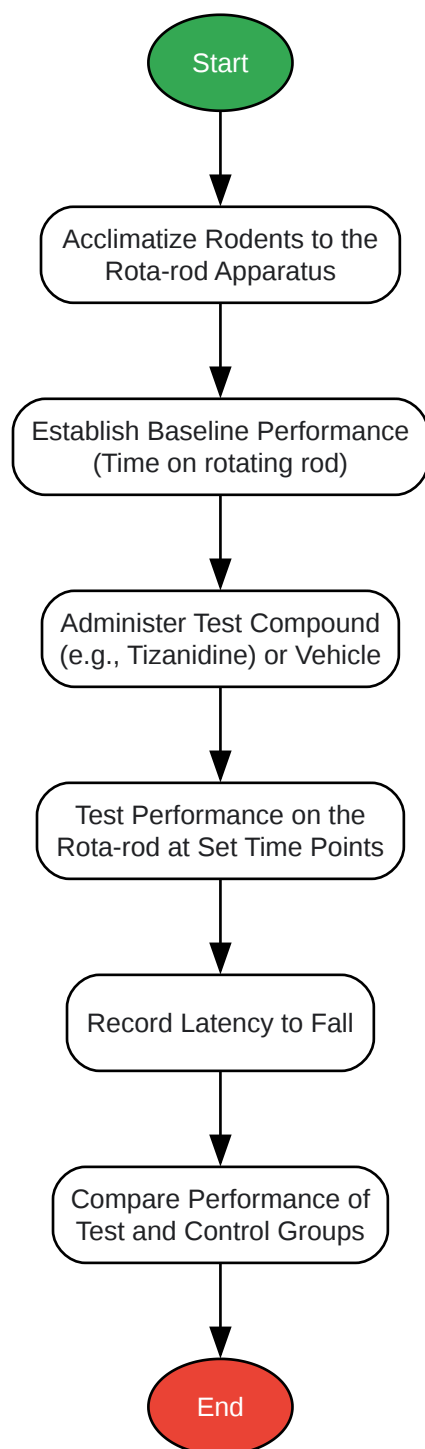 Start
Acclimatize Rodents to the
Rota-rod Apparatus
Establish Baseline Performance
(Time on rotating rod)
Administer Test Compound
(e.g., Tizanidine) or Vehicle
Test Performance on the
Rota-rod at Set Time Points
Record Latency to Fall
Compare Performance of
Test and Control Groups
End